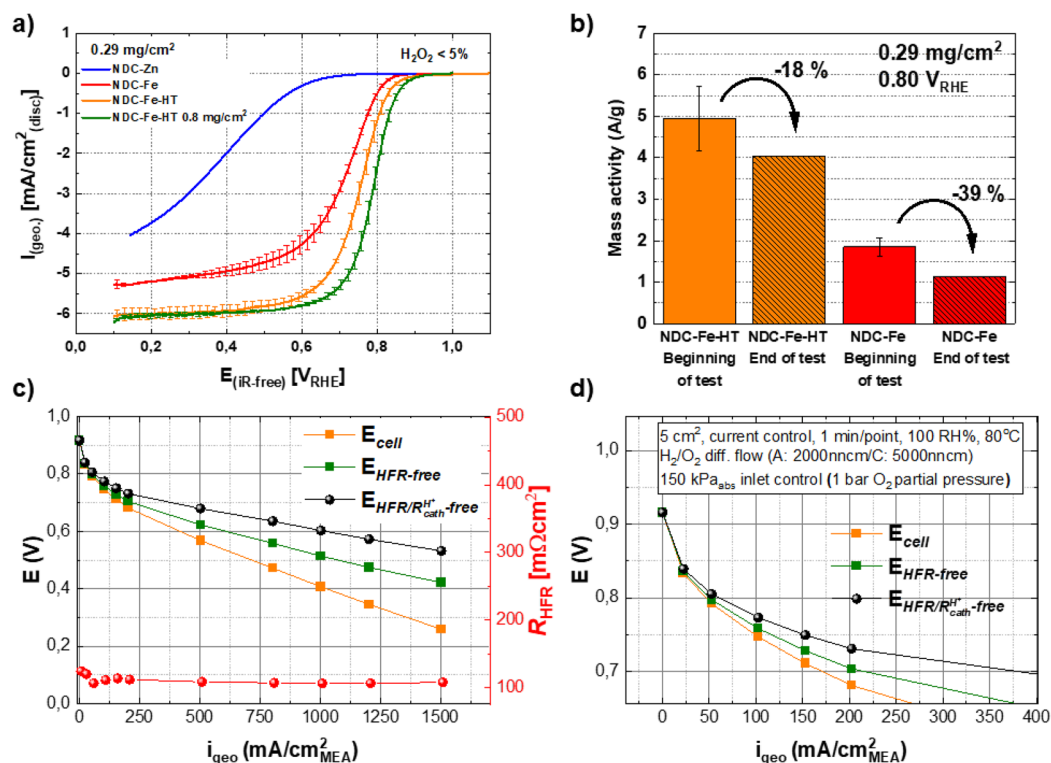 a)
0.29 mg/cm²
NDC-Zn
NDC-Fe
NDC-Fe-HT
NDC-Fe-HT 0.8 mg/cm²
H₂O₂ < 5%
I(geo.) [mA/cm²(disc)]
1
0
-1
-2
-3
-4
-5
-6
0,0 0,2 0,4 0,6 0,8 1,0
E(iR-free) [VRHE]
b)
0.29 mg/cm²
0.80 VRHE
-18 %
-39 %
Mass activity (A/g)
7
6
5
4
3
2
1
0
NDC-Fe-HT NDC-Fe-HT NDC-Fe NDC-Fe
Beginning End of test Beginning End of test
of test of test
c)
Ecell
EHFR-free
EHFR/R^H+cath-free
E (V)
1,0
0,8
0,6
0,4
0,2
0,0
500
400
300
200
100
RHFR [mΩcm²]
0 250 500 750 1000 1250 1500
igeo (mA/cm²MEA)
d)
5 cm², current control, 1 min/point, 100 RH%, 80°C
H₂/O₂ diff. flow (A: 2000nncm/C: 5000nncm)
150 kPaabs inlet control (1 bar O₂ partial pressure)
Ecell
EHFR-free
EHFR/R^H+cath-free
E (V)
1,0
0,9
0,8
0,7
0 50 100 150 200 250 300 350 400
igeo (mA/cm²MEA)